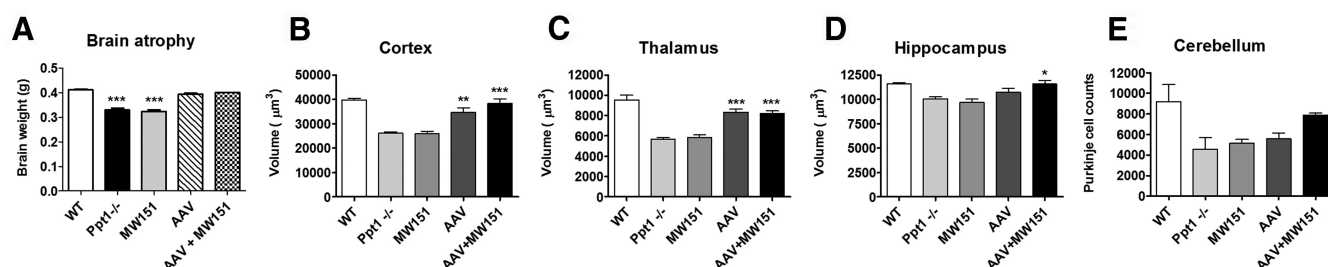 A
Brain atrophy
Brain weight (g)
0.5
0.4
0.3
0.2
0.1
0.0
***
***
WT
Ppt1-/-
MW151
AAV
AAV + MW151
B
Cortex
Volume ( μm³)
50000
40000
30000
20000
10000
0
**
***
WT
Ppt1 -/-
MW151
AAV
AAV+MW151
C
Thalamus
Volume ( μm³)
12000
10000
8000
6000
4000
2000
0
***
***
WT
Ppt1 -/-
MW151
AAV
AAV+MW151
D
Hippocampus
Volume ( μm³)
12500
10000
7500
5000
2500
0
*
WT
Ppt1 -/-
MW151
AAV
AAV+MW151
E
Cerebellum
Purkinje cell counts
12000
10000
8000
6000
4000
2000
0
WT
Ppt1 -/-
MW151
AAV
AAV+MW151